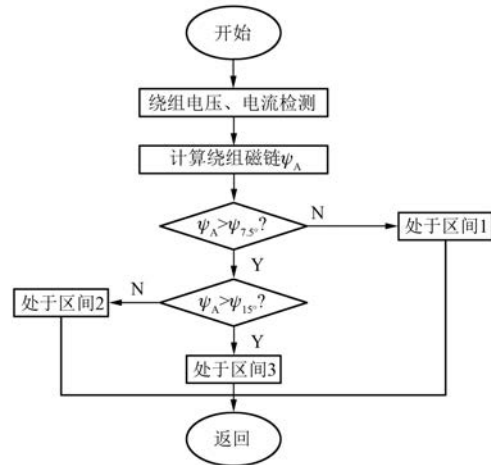 开始
绕组电压、电流检测
计算绕组磁链ψA
ψA>ψ7.5°?
N
处于区间1
Y
N
ψA>ψ15°?
处于区间2
Y
处于区间3
返回